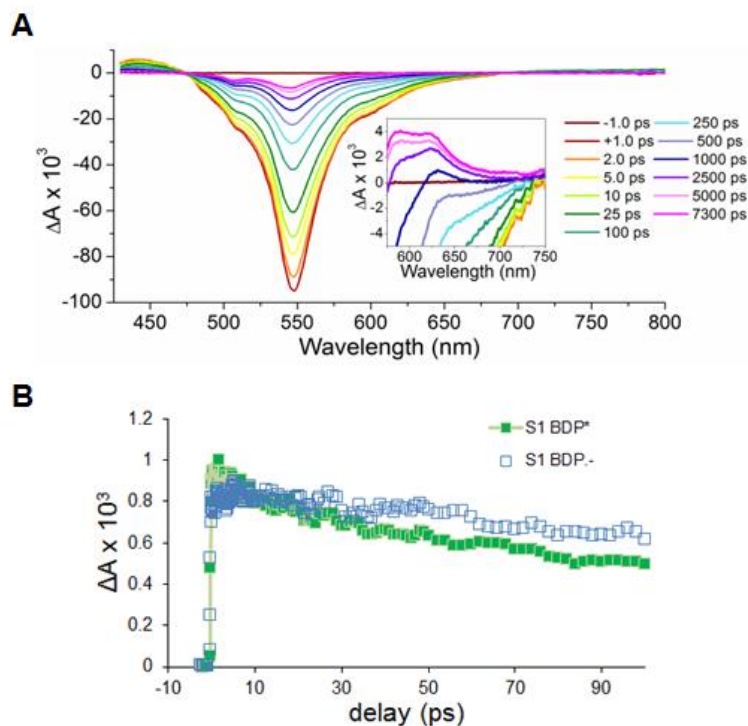 A
0
-20
-40
-60
-80
-100
ΔA x 10³
450 500 550 600 650 700 750 800
Wavelength (nm)
4
2
0
-2
-4
ΔA x 10³
600 650 700 750
Wavelength (nm)
-1.0 ps 250 ps
+1.0 ps 500 ps
2.0 ps 1000 ps
5.0 ps 2500 ps
10 ps 5000 ps
25 ps 7300 ps
100 ps
B
1.2
1
0.8
0.6
0.4
0.2
0
ΔA x 10³
-10 10 30 50 70 90
delay (ps)
S1 BDP*
S1 BDP.-